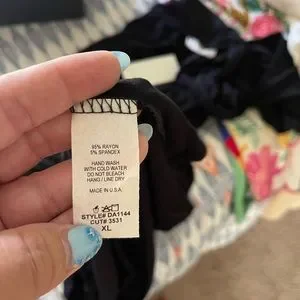 95% RAYON
5% SPANDEX
HAND WASH
WITH COLD WATER
DO NOT BLEACH
HANG / LINE DRY
MADE IN U.S.A.
STYLE# DA1144
CUT# 3531
XL